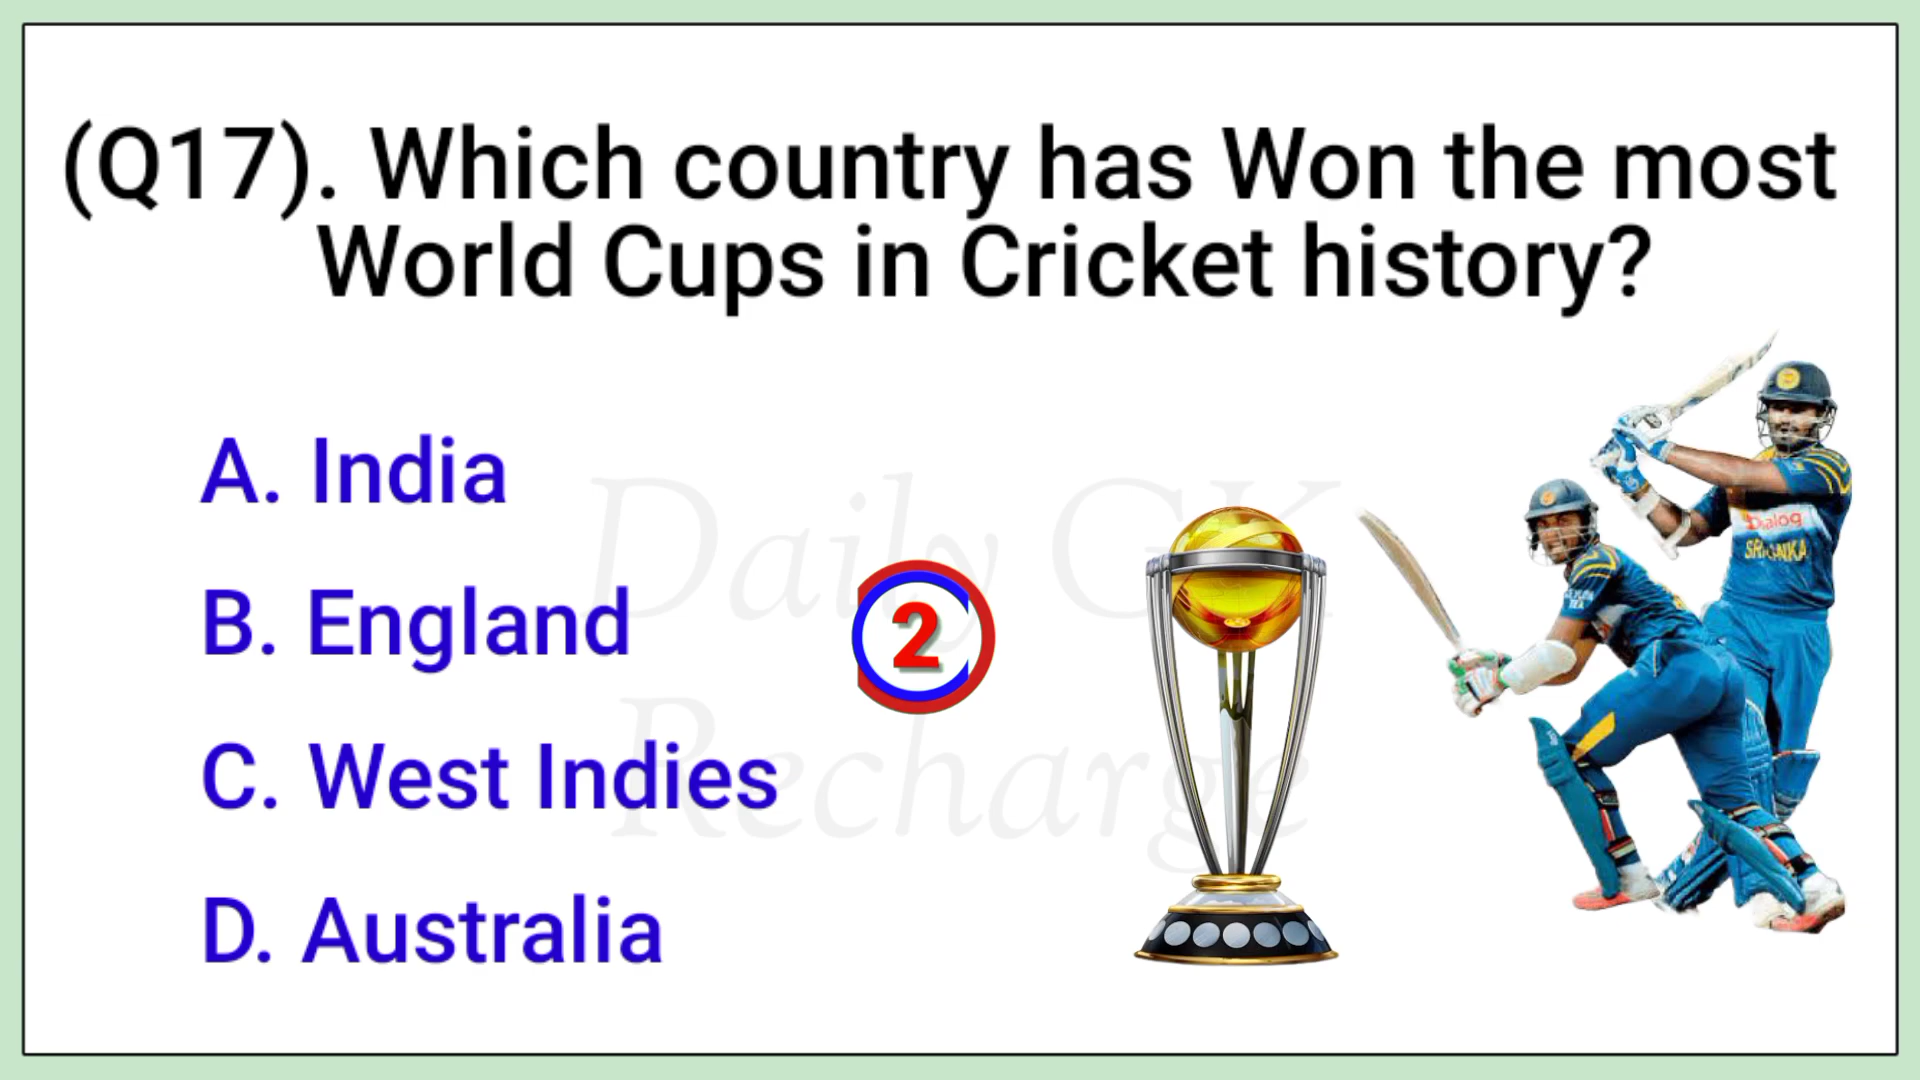 (Q17). Which country has Won the most
World Cups in Cricket history?
A. India
B. England
C. West Indies
D. Australia
2
Daily GK
Recharge
Dialog